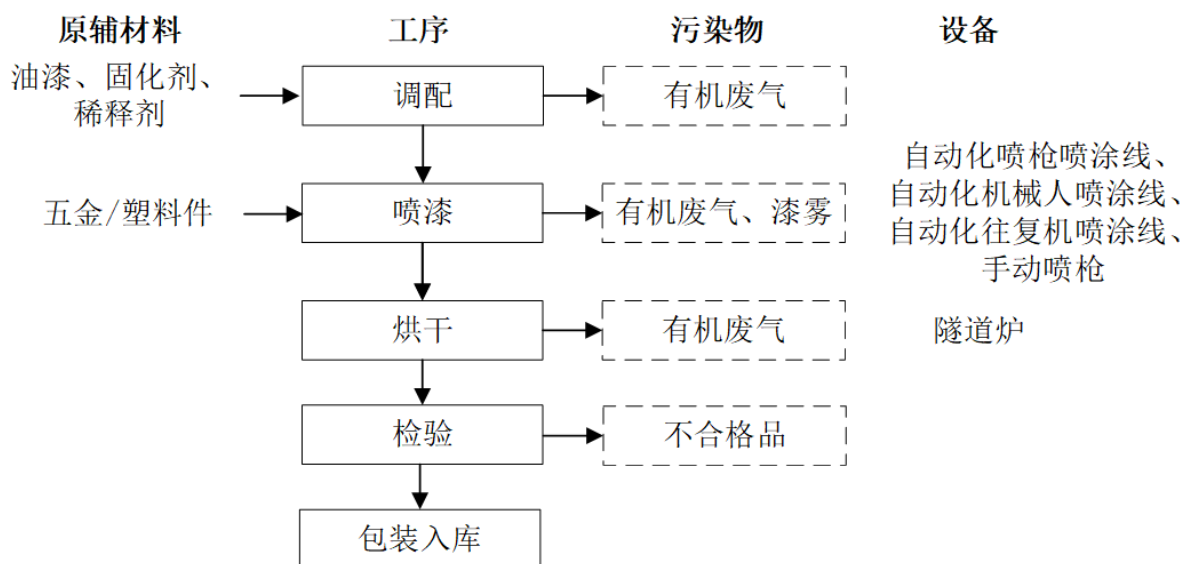 原辅材料 工序 污染物 设备
油漆、固化剂、
稀释剂
调配
有机废气
五金/塑料件
喷漆
有机废气、漆雾
自动化喷枪喷涂线、
自动化机械人喷涂线、
自动化往复机喷涂线、
手动喷枪
烘干
有机废气
隧道炉
检验
不合格品
包装入库